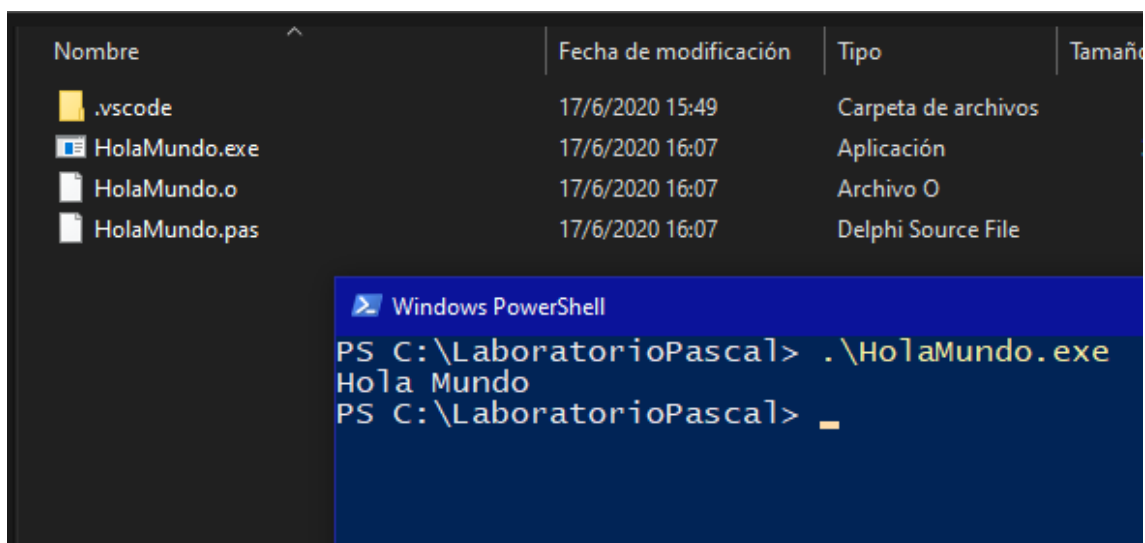 Nombre Fecha de modificación Tipo Tamaño
.vscode 17/6/2020 15:49 Carpeta de archivos
HolaMundo.exe 17/6/2020 16:07 Aplicación
HolaMundo.o 17/6/2020 16:07 Archivo O
HolaMundo.pas 17/6/2020 16:07 Delphi Source File
Windows PowerShell
PS C:\LaboratorioPascal> .\HolaMundo.exe
Hola Mundo
PS C:\LaboratorioPascal> _